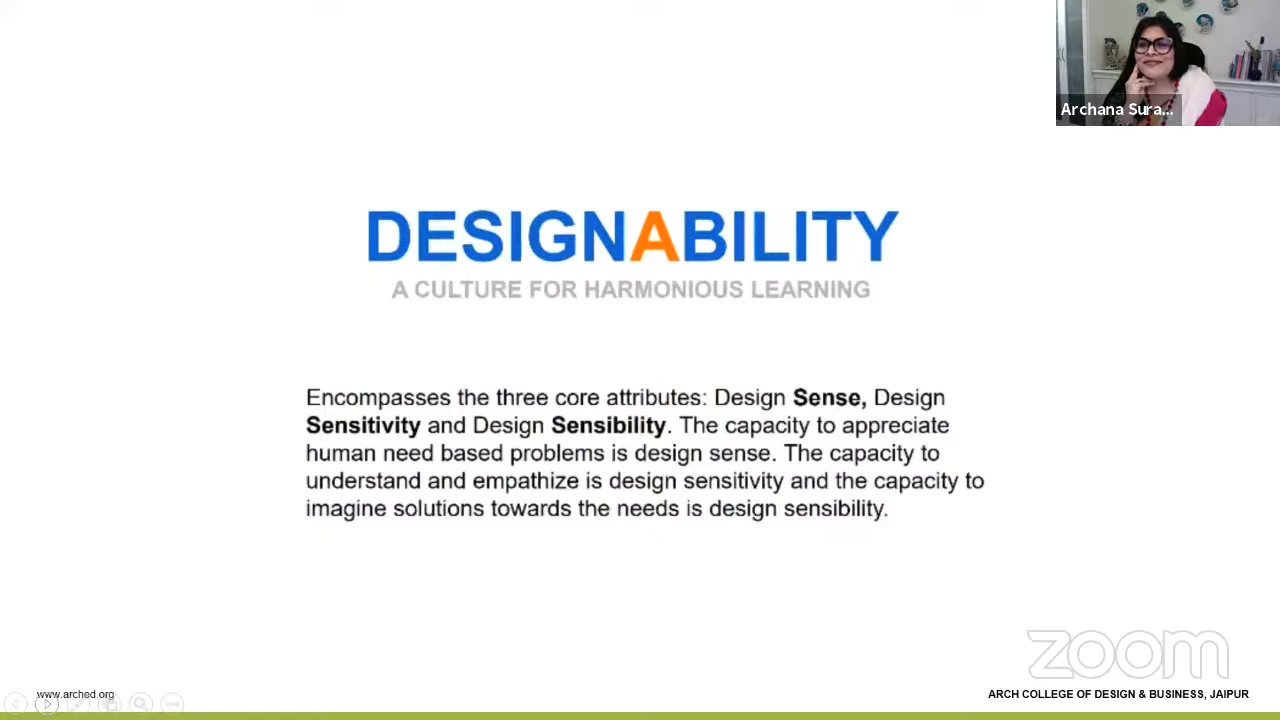 Archana Sura...
DESIGNABILITY
A CULTURE FOR HARMONIOUS LEARNING
Encompasses the three core attributes: Design Sense, Design
Sensitivity and Design Sensibility. The capacity to appreciate
human need based problems is design sense. The capacity to
understand and empathize is design sensitivity and the capacity to
imagine solutions towards the needs is design sensibility.
zoom
www.arched.org
ARCH COLLEGE OF DESIGN & BUSINESS, JAIPUR